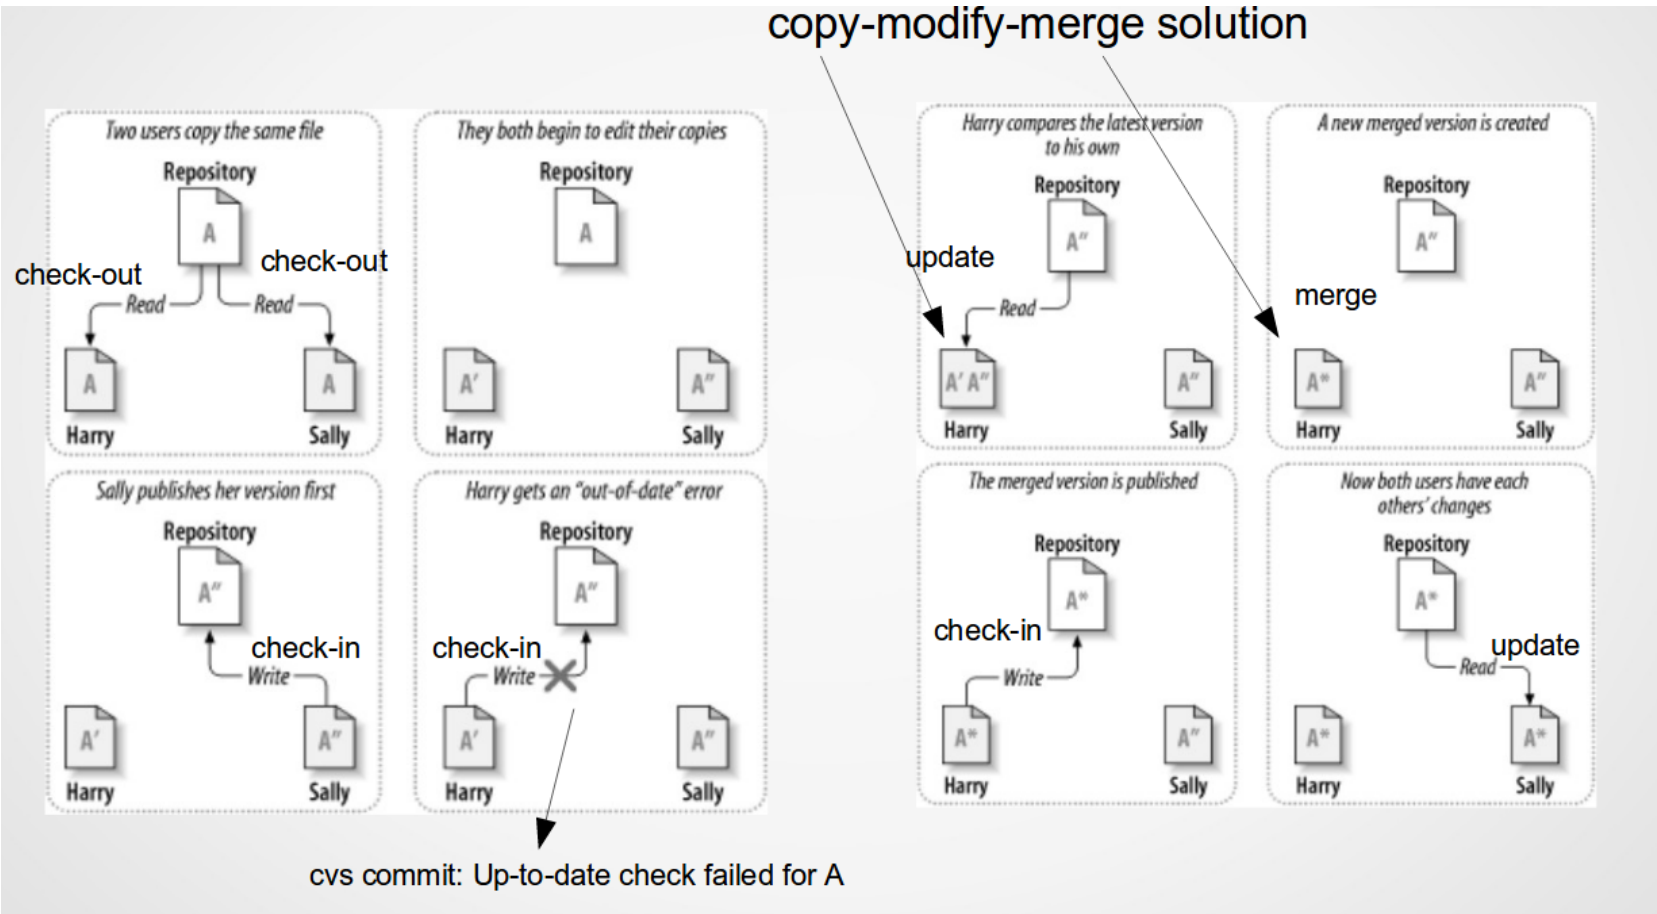 copy-modify-merge solution
Two users copy the same file
Repository
A
check-out
check-out
Read
Read
A
A
Harry
Sally
They both begin to edit their copies
Repository
A
A′
A″
Harry
Sally
Sally publishes her version first
Repository
A″
check-in
Write
A′
A″
Harry
Sally
Harry gets an “out-of-date” error
Repository
A″
check-in
Write
A′
A″
Harry
Sally
cvs commit: Up-to-date check failed for A
Harry compares the latest version
to his own
Repository
A″
update
Read
A′ A″
A″
Harry
Sally
A new merged version is created
Repository
A″
merge
A*
A″
Harry
Sally
The merged version is published
Repository
A*
check-in
Write
A*
A″
Harry
Sally
Now both users have each
others’ changes
Repository
A*
update
Read
A*
A*
Harry
Sally